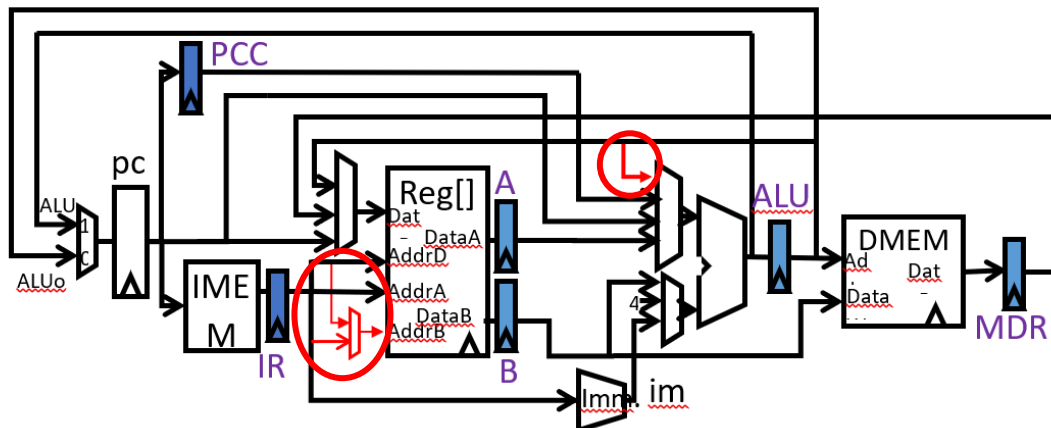 PCC
pc
ALU
1
C
ALUo
IME
M
IR
Reg[]
Dat
–
DataA
AddrD
AddrA
DataB
AddrB
A
B
4
Imm.
im
ALU
DMEM
Ad
.
Dat
–
Data
...
MDR